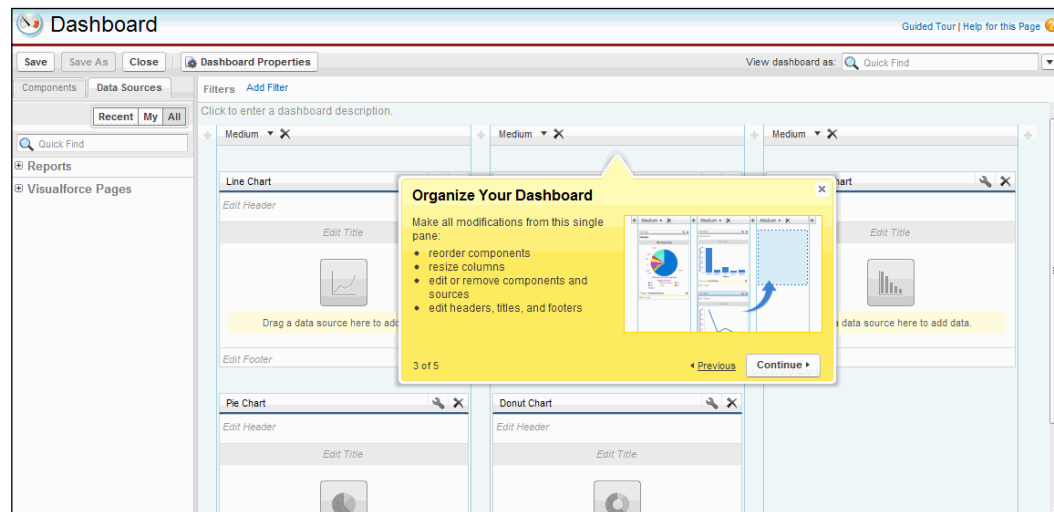 Dashboard
Guided Tour | Help for this Page
Save Save As Close Dashboard Properties View dashboard as: Quick Find
Components Data Sources
Filters Add Filter
Recent My All
Click to enter a dashboard description.
Quick Find
Medium Medium Medium
Reports
Visualforce Pages
Line Chart
art
Edit Header
Edit Title
Edit Title
Drag a data source here to add
data source here to add data.
Edit Footer
Organize Your Dashboard
Make all modifications from this single
pane:
• reorder components
• resize columns
• edit or remove components and
sources
• edit headers, titles, and footers
3 of 5
Previous Continue
Medium Medium Medium
Pie Chart Donut Chart
Edit Header Edit Header
Edit Title Edit Title